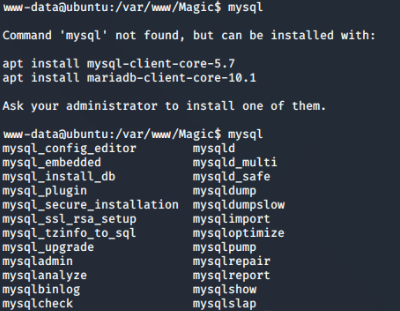 www-data@ubuntu:/var/www/Magic$ mysql
Command 'mysql' not found, but can be installed with:
apt install mysql-client-core-5.7
apt install mariadb-client-core-10.1
Ask your administrator to install one of them.
www-data@ubuntu:/var/www/Magic$ mysql
mysql_config_editor mysqld
mysql_embedded mysqld_multi
mysql_install_db mysqld_safe
mysql_plugin mysqldump
mysql_secure_installation mysqldumpslow
mysql_ssl_rsa_setup mysqlimport
mysql_tzinfo_to_sql mysqloptimize
mysql_upgrade mysqlpump
mysqladmin mysqlrepair
mysqlanalyze mysqlreport
mysqlbinlog mysqlshow
mysqlcheck mysqlslap